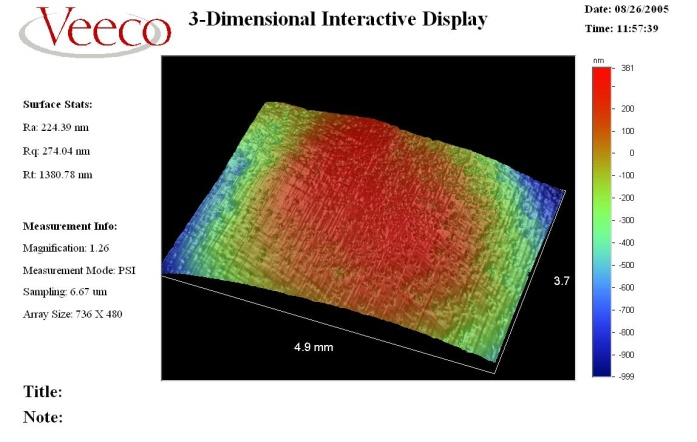 Veeco
3-Dimensional Interactive Display
Date: 08/26/2005
Time: 11:57:39
Surface Stats:
Ra: 224.39 nm
Rq: 274.04 nm
Rt: 1380.78 nm
Measurement Info:
Magnification: 1.26
Measurement Mode: PSI
Sampling: 6.67 um
Array Size: 736 X 480
4.9 mm
3.7
nm
381
200
100
0
-100
-200
-300
-400
-500
-600
-700
-800
-900
-999
Title:
Note: